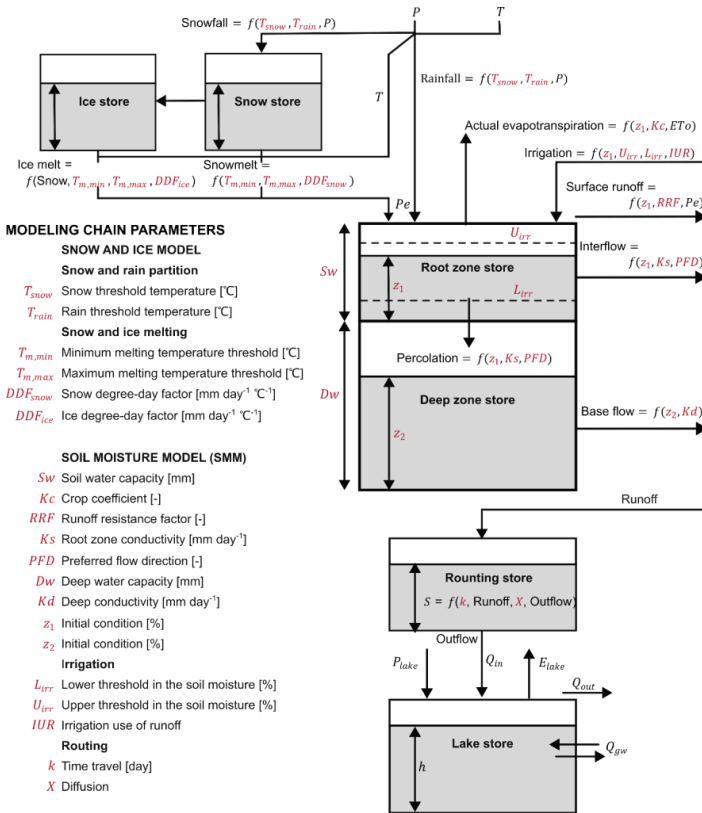 P
T
Snowfall = f(T_snow, T_rain, P)
Ice store
Snow store
T
Rainfall = f(T_snow, T_rain, P)
Actual evapotranspiration = f(z_1, Kc, ETo)
Irrigation = f(z_1, U_irr, L_irr, IUR)
Ice melt =
f(Snow, T_m,min, T_m,max, DDF_ice)
Snowmelt =
f(T_m,min, T_m,max, DDF_snow)
Surface runoff =
f(z_1, RRF, Pe)
Pe
U_irr
Interflow =
f(z_1, Ks, PFD)
Sw
Root zone store
z_1
L_irr
Percolation = f(z_1, Ks, PFD)
Dw
Deep zone store
z_2
Base flow = f(z_2, Kd)
Runoff
Rounting store
S = f(k, Runoff, X, Outflow)
Outflow
P_lake
Q_in
E_lake
Q_out
Lake store
Q_gw
h
MODELING CHAIN PARAMETERS
SNOW AND ICE MODEL
Snow and rain partition
T_snow Snow threshold temperature [℃]
T_rain Rain threshold temperature [℃]
Snow and ice melting
T_m,min Minimum melting temperature threshold [℃]
T_m,max Maximum melting temperature threshold [℃]
DDF_snow Snow degree-day factor [mm day⁻¹ ℃⁻¹]
DDF_ice Ice degree-day factor [mm day⁻¹ ℃⁻¹]
SOIL MOISTURE MODEL (SMM)
Sw Soil water capacity [mm]
Kc Crop coefficient [-]
RRF Runoff resistance factor [-]
Ks Root zone conductivity [mm day⁻¹]
PFD Preferred flow direction [-]
Dw Deep water capacity [mm]
Kd Deep conductivity [mm day⁻¹]
z_1 Initial condition [%]
z_2 Initial condition [%]
Irrigation
L_irr Lower threshold in the soil moisture [%]
U_irr Upper threshold in the soil moisture [%]
IUR Irrigation use of runoff
Routing
k Time travel [day]
X Diffusion